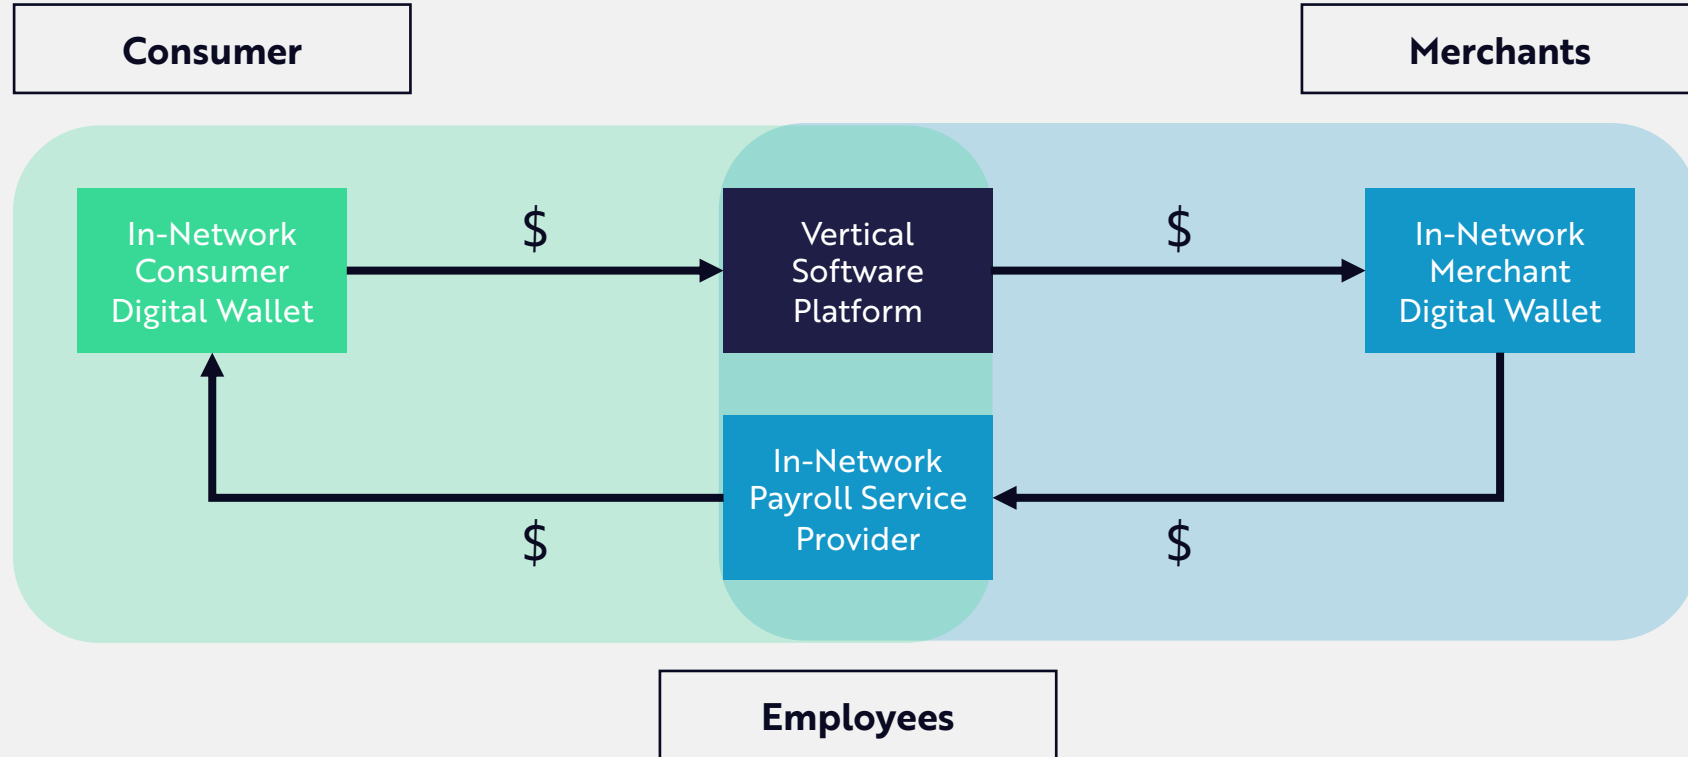 Consumer
Merchants
In-Network
Consumer
Digital Wallet
$
Vertical
Software
Platform
$
In-Network
Merchant
Digital Wallet
In-Network
Payroll Service
Provider
$
$
Employees